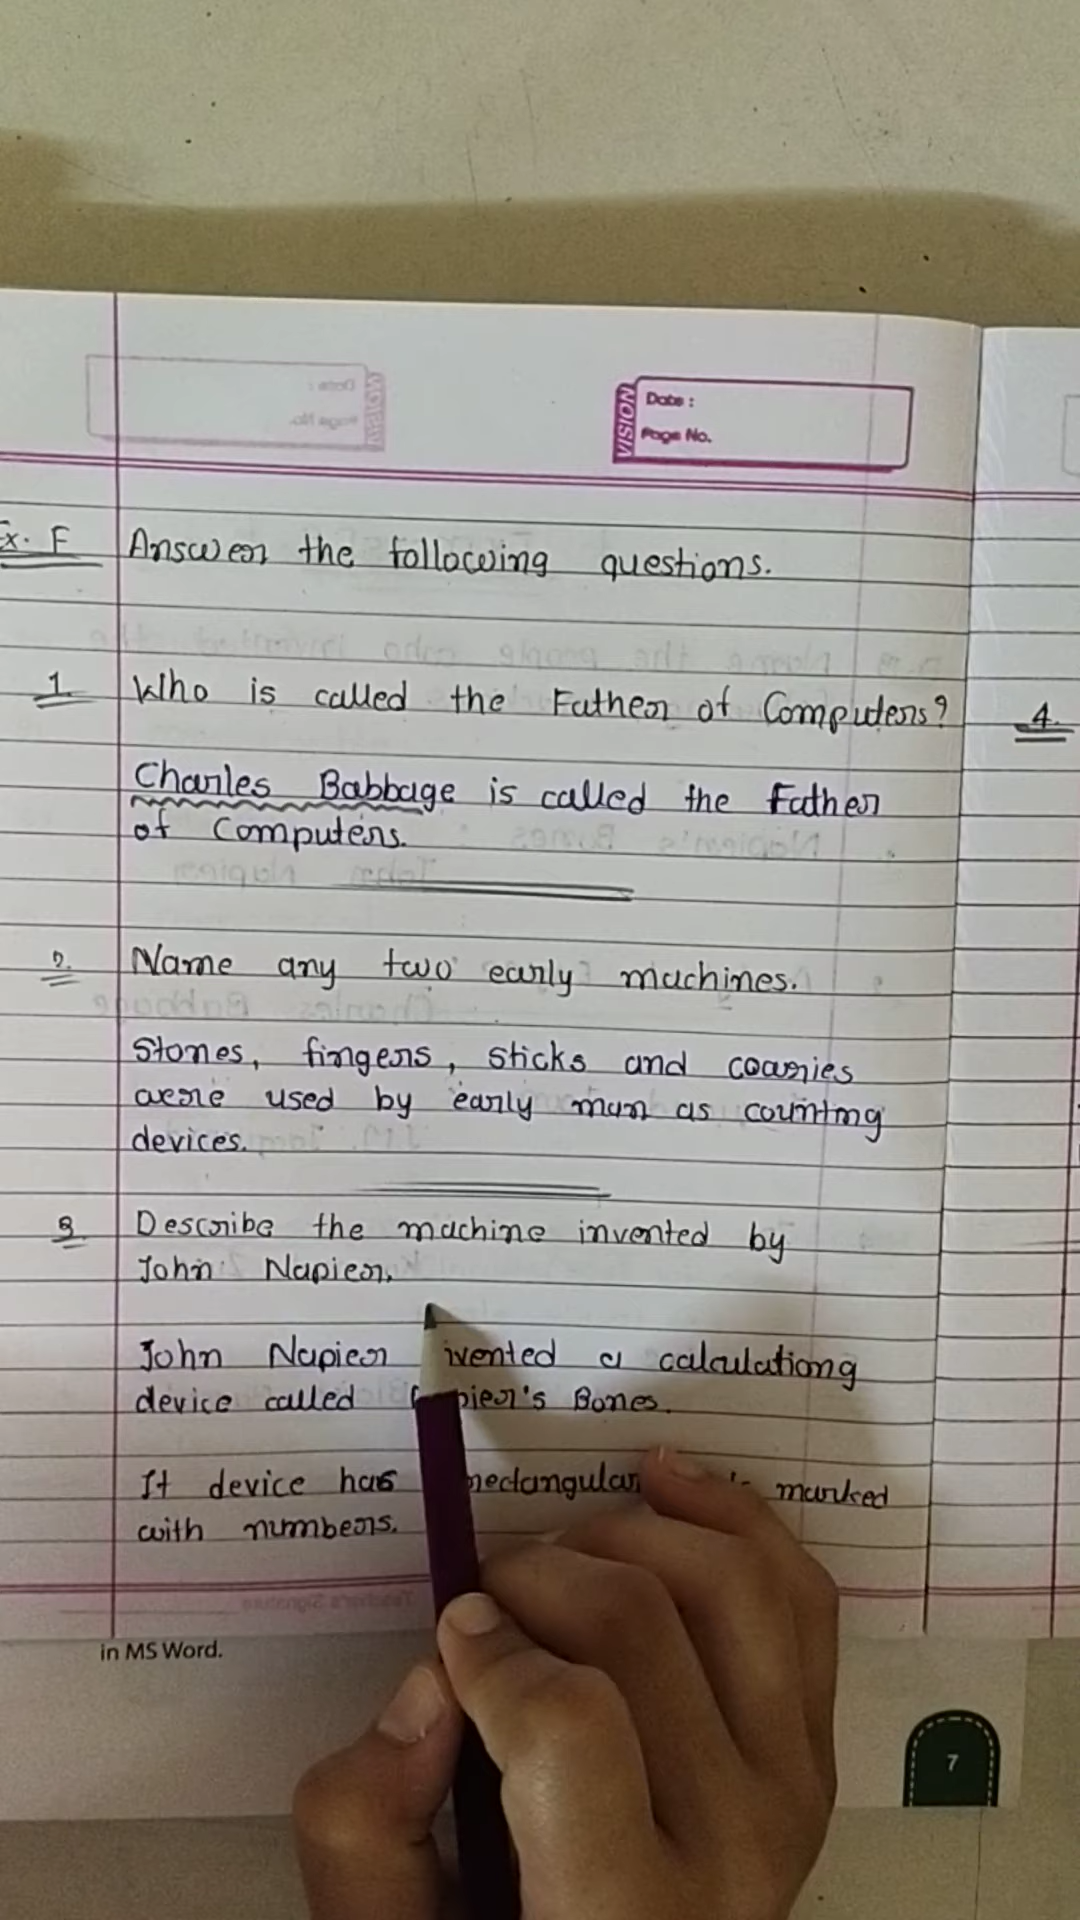 VISION
Date :
Page No.
Ex. F Answer the following questions.
1. Who is called the Father of Computers?
4.
Charles Babbage is called the Father
of Computers.
2. Name any two early machines.
Stones, fingers, sticks and cowries
were used by early man as counting
devices.
3 Describe the machine invented by
John Napier.
John Napier ivented a calculationg
device called Bones.
It device has rectangular marked
with numbers.
in MS Word.
7